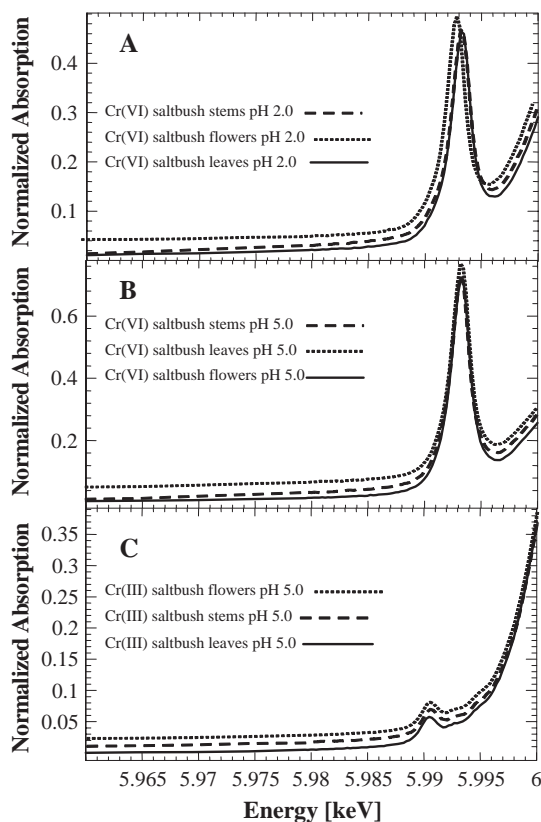 A
Normalized Absorption
0.4
0.3
0.2
0.1
Cr(VI) saltbush stems pH 2.0
Cr(VI) saltbush flowers pH 2.0
Cr(VI) saltbush leaves pH 2.0
B
Normalized Absorption
0.6
0.4
0.2
Cr(VI) saltbush stems pH 5.0
Cr(VI) saltbush leaves pH 5.0
Cr(VI) saltbush flowers pH 5.0
C
Normalized Absorption
0.35
0.3
0.25
0.2
0.15
0.1
0.05
Cr(III) saltbush flowers pH 5.0
Cr(III) saltbush stems pH 5.0
Cr(III) saltbush leaves pH 5.0
5.965 5.97 5.975 5.98 5.985 5.99 5.995 6
Energy [keV]